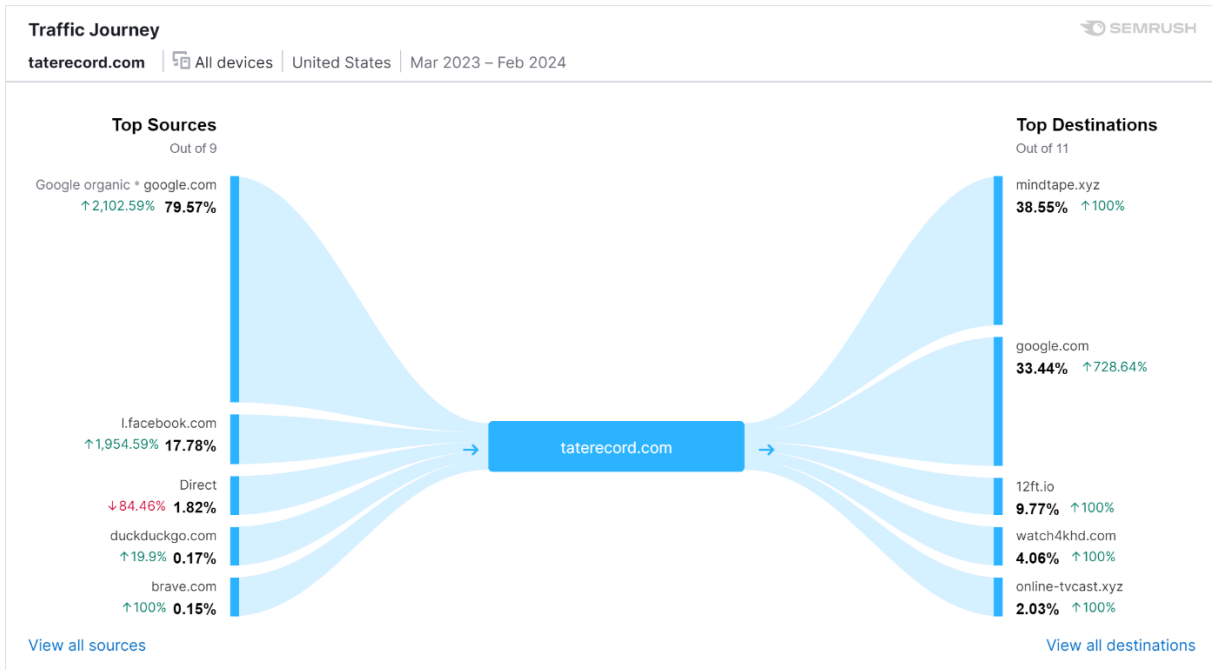 Traffic Journey
SEMRUSH
taterecord.com All devices United States Mar 2023 – Feb 2024
Top Sources
Out of 9
Google organic • google.com
↑2,102.59% 79.57%
l.facebook.com
↑1,954.59% 17.78%
Direct
↓84.46% 1.82%
duckduckgo.com
↑19.9% 0.17%
brave.com
↑100% 0.15%
View all sources
→ taterecord.com →
Top Destinations
Out of 11
mindtape.xyz
38.55% ↑100%
google.com
33.44% ↑728.64%
12ft.io
9.77% ↑100%
watch4khd.com
4.06% ↑100%
online-tvcast.xyz
2.03% ↑100%
View all destinations